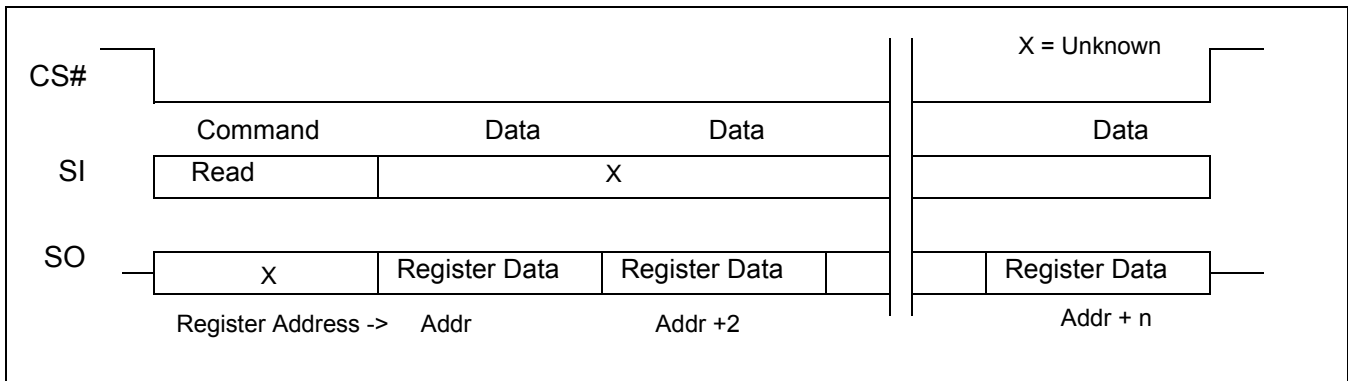 X = Unknown
CS#
Command Data Data Data
SI Read X
SO X Register Data Register Data Register Data
Register Address -> Addr Addr +2 Addr + n